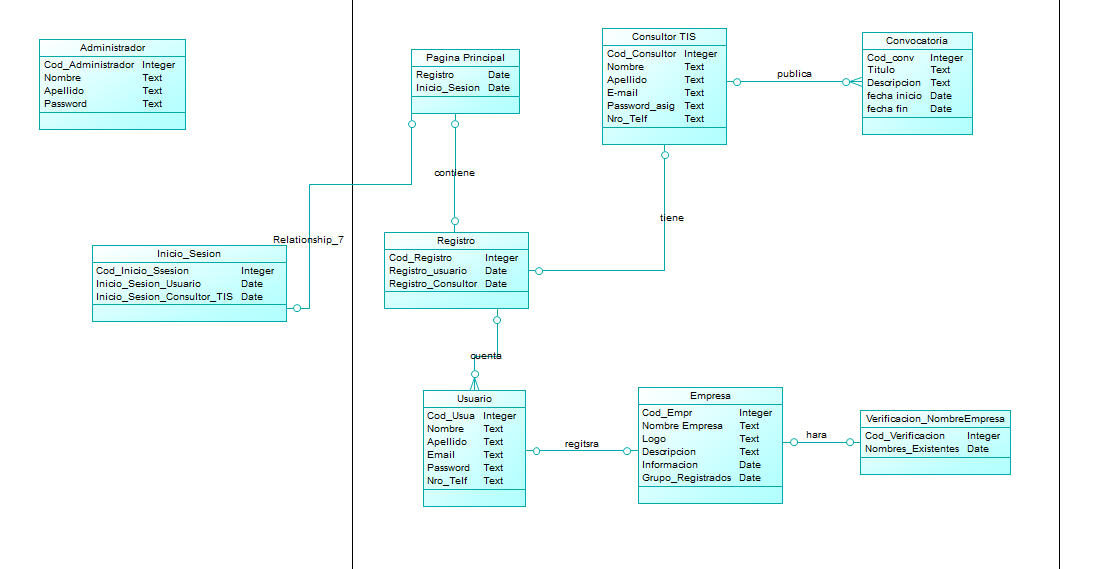 Administrador
Cod_Administrador Integer
Nombre Text
Apellido Text
Password Text
Pagina Principal
Registro Date
Inicio_Sesion Date
Consultor TIS
Cod_Consultor Integer
Nombre Text
Apellido Text
E-mail Text
Password_asig Text
Nro_Telf Text
publica
Convocatoria
Cod_conv Integer
Titulo Text
Descripcion Text
fecha inicio Date
fecha fin Date
contiene
tiene
Relationship_7
Inicio_Sesion
Cod_Inicio_Ssesion Integer
Inicio_Sesion_Usuario Date
Inicio_Sesion_Consultor_TIS Date
Registro
Cod_Registro Integer
Registro_usuario Date
Registro_Consultor Date
cuenta
Usuario
Cod_Usua Integer
Nombre Text
Apellido Text
Email Text
Password Text
Nro_Telf Text
regitsra
Empresa
Cod_Empr Integer
Nombre Empresa Text
Logo Text
Descripcion Text
Informacion Date
Grupo_Registrados Date
hara
Verificacion_NombreEmpresa
Cod_Verificacion Integer
Nombres_Existentes Date